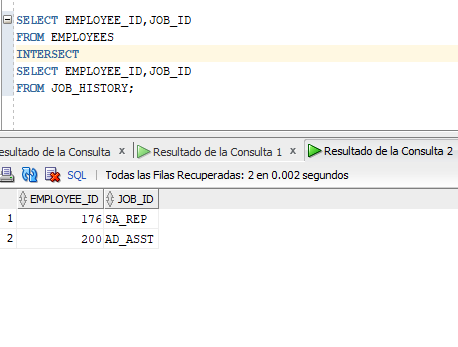 SELECT EMPLOYEE_ID,JOB_ID
FROM EMPLOYEES
INTERSECT
SELECT EMPLOYEE_ID,JOB_ID
FROM JOB_HISTORY;
esultado de la Consulta x Resultado de la Consulta 1 x Resultado de la Consulta 2
SQL | Todas las Filas Recuperadas: 2 en 0.002 segundos
EMPLOYEE_ID JOB_ID
1 176 SA_REP
2 200 AD_ASST